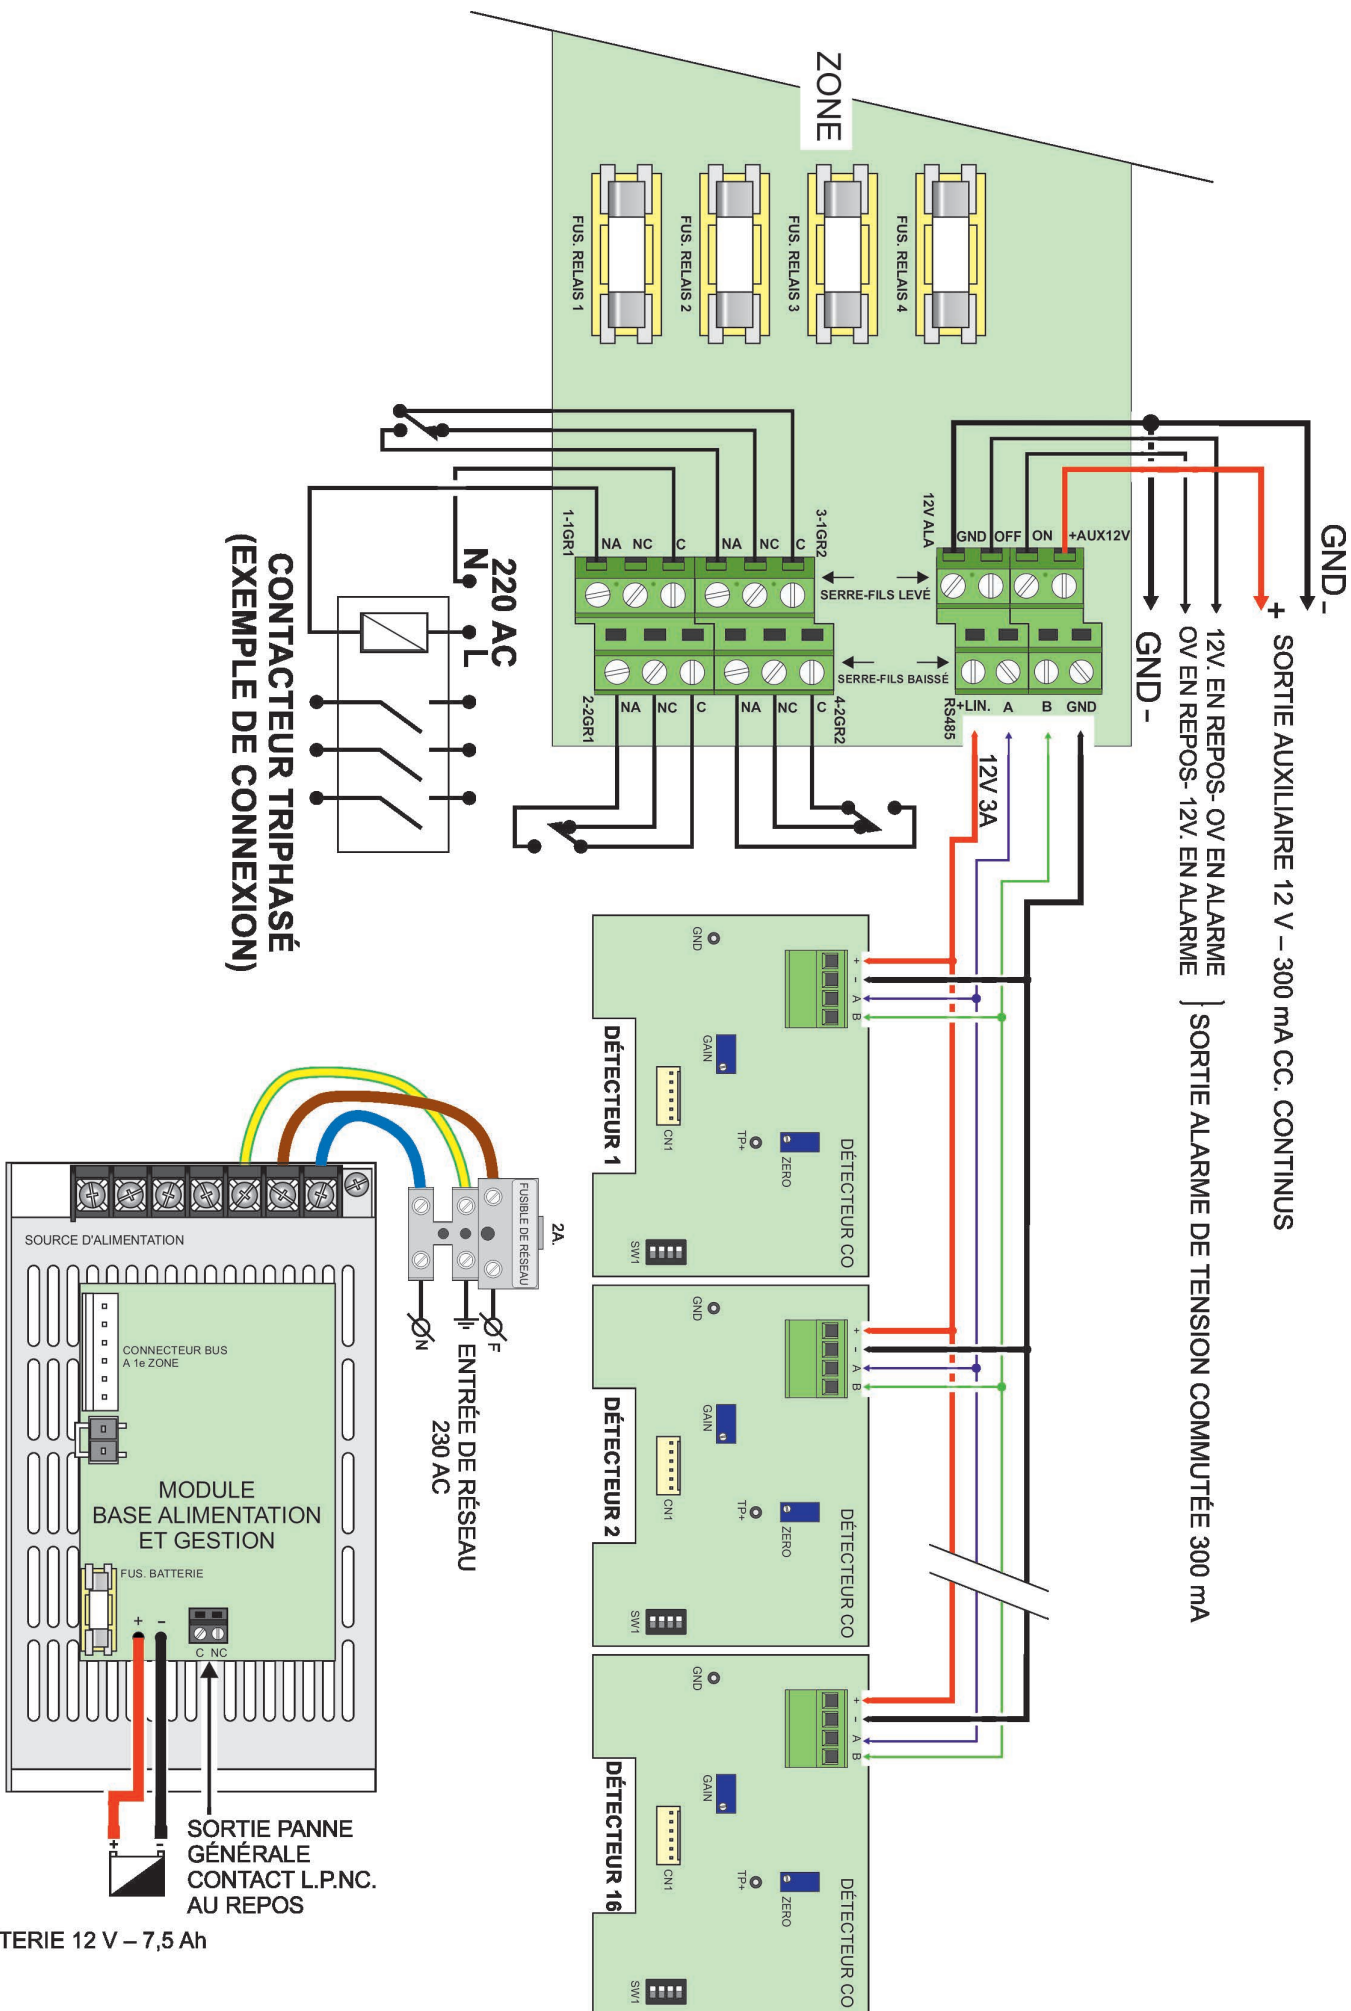 ZONE
FUS. RELAIS 1
FUS. RELAIS 2
FUS. RELAIS 3
FUS. RELAIS 4
GND -
+ SORTIE AUXILIAIRE 12 V – 300 mA CC. CONTINUS
12V. EN REPOS- OV EN ALARME
OV EN REPOS- 12V. EN ALARME
} SORTIE ALARME DE TENSION COMMUTÉE 300 mA
GND -
12V ALA
GND
OFF
ON
+AUX12V
1-1GR1
NA
NC
C
NA
NC
C
3-1GR2
SERRE-FILS LEVÉ
SERRE-FILS BAISSÉ
2-2GR1
NA
NC
C
NA
NC
C
4-2GR2
RS485
+LIN.
A
B
GND
12V 3A
220 AC
N
L
CONTACTEUR TRIPHASÉ
(EXEMPLE DE CONNEXION)
GND
+
-
A
B
GAIN
CN1
TP+
ZERO
SW1
DÉTECTEUR 1
DÉTECTEUR CO
GND
+
-
A
B
GAIN
CN1
TP+
ZERO
SW1
DÉTECTEUR 2
DÉTECTEUR CO
GND
+
-
A
B
GAIN
CN1
TP+
ZERO
SW1
DÉTECTEUR 16
DÉTECTEUR CO
2A.
FUSIBLE DE RÉSEAU
F
N
ENTRÉE DE RÉSEAU
230 AC
SOURCE D'ALIMENTATION
CONNECTEUR BUS
A 1e ZONE
MODULE
BASE ALIMENTATION
ET GESTION
FUS. BATTERIE
+
-
C NC
+
-
SORTIE PANNE
GÉNÉRALE
CONTACT L.P.NC.
AU REPOS
TERIE 12 V – 7,5 Ah